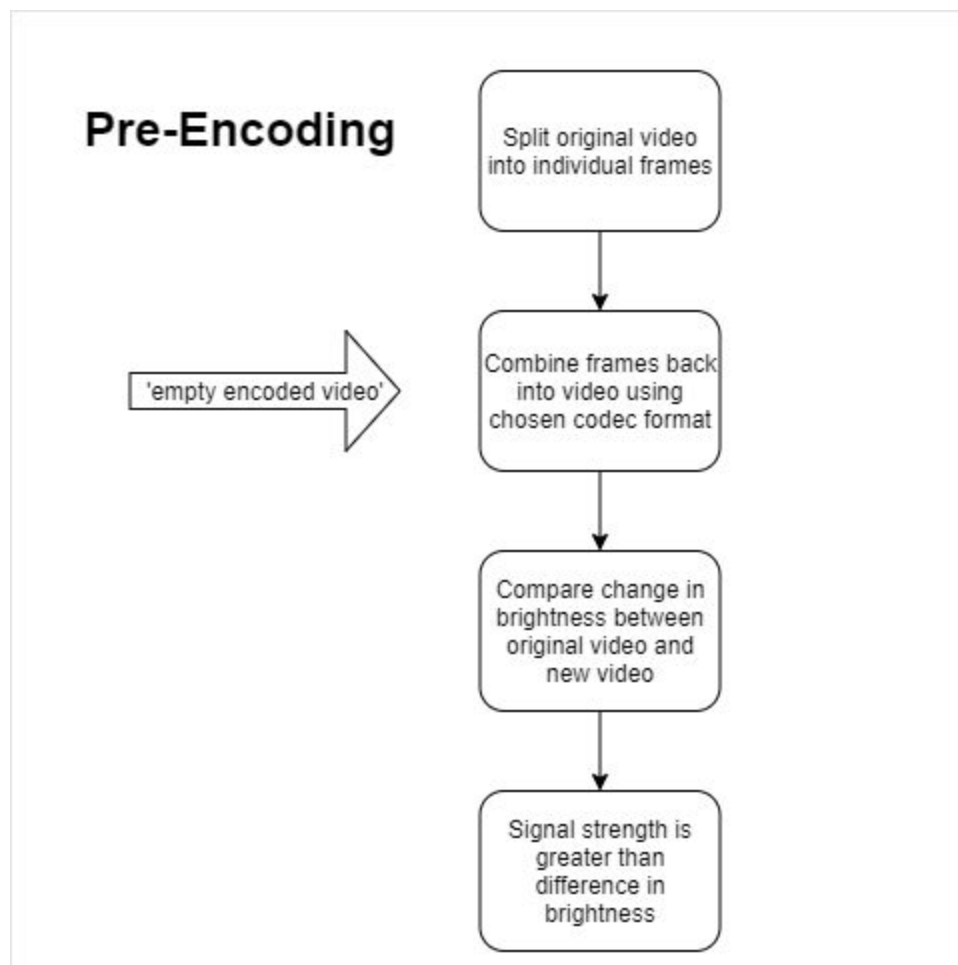 Pre-Encoding
Split original video
into individual frames
'empty encoded video'
Combine frames back
into video using
chosen codec format
Compare change in
brightness between
original video and
new video
Signal strength is
greater than
difference in
brightness